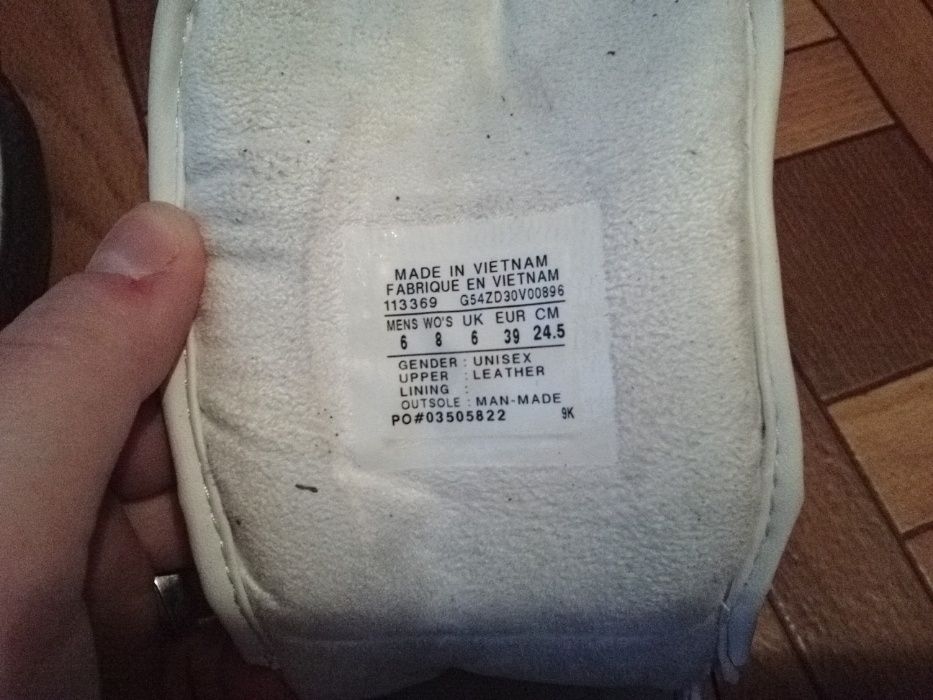 MADE IN VIETNAM
FABRIQUE EN VIETNAM
113369 G54ZD30V00896
MENS WO'S UK EUR CM
6 8 6 39 24.5
GENDER : UNISEX
UPPER : LEATHER
LINING :
OUTSOLE : MAN-MADE
PO#03505822 9K